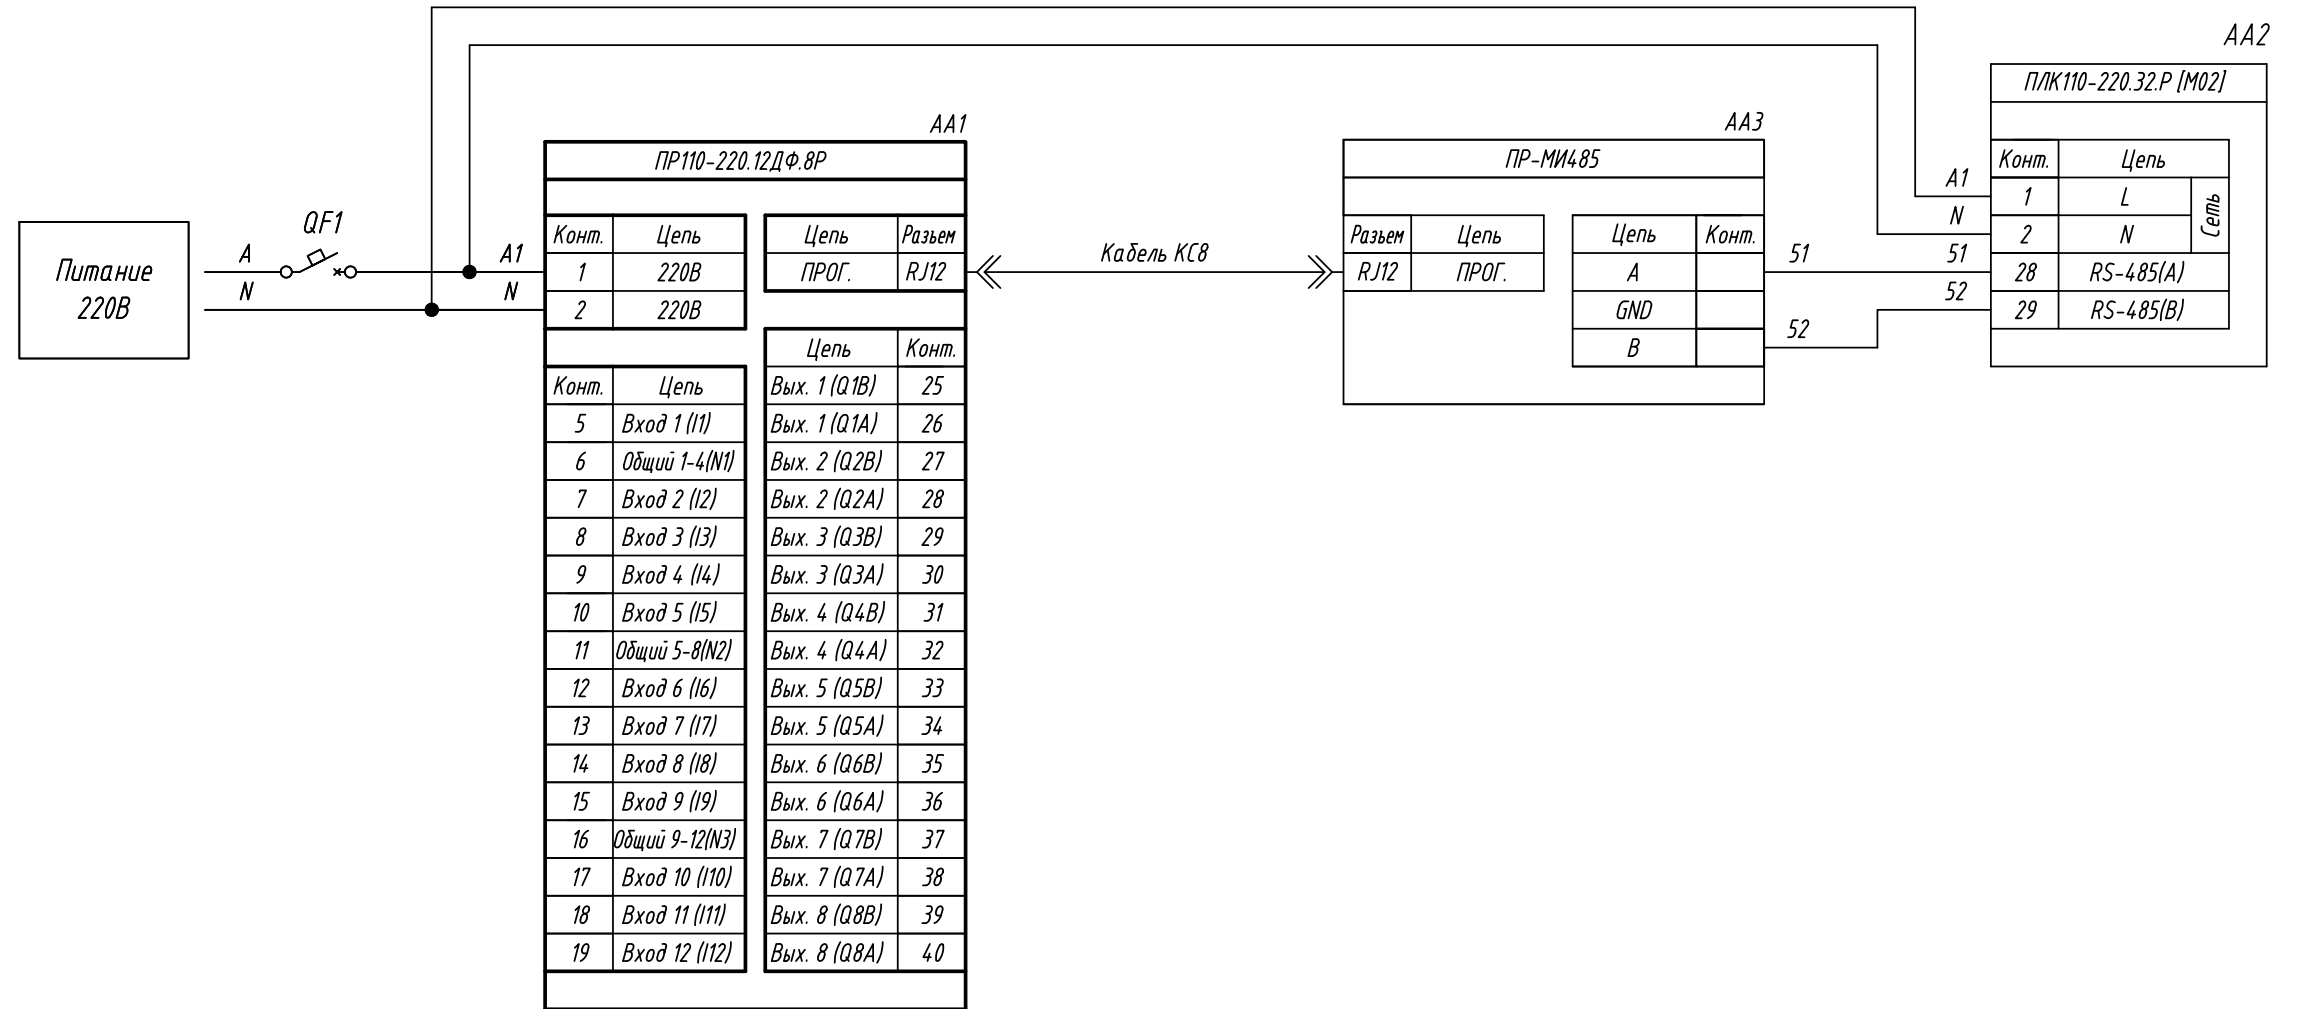 Питание
220В
A
N
QF1
A1
N
AA1
ПР110-220.12ДФ.8Р
Конт. Цепь
1 220В
2 220В
Цепь Разъем
ПРОГ. RJ12
Конт. Цепь
5 Вход 1 (I1)
6 Общий 1-4(N1)
7 Вход 2 (I2)
8 Вход 3 (I3)
9 Вход 4 (I4)
10 Вход 5 (I5)
11 Общий 5-8(N2)
12 Вход 6 (I6)
13 Вход 7 (I7)
14 Вход 8 (I8)
15 Вход 9 (I9)
16 Общий 9-12(N3)
17 Вход 10 (I10)
18 Вход 11 (I11)
19 Вход 12 (I12)
Цепь Конт.
Вых. 1 (Q1B) 25
Вых. 1 (Q1A) 26
Вых. 2 (Q2B) 27
Вых. 2 (Q2A) 28
Вых. 3 (Q3B) 29
Вых. 3 (Q3A) 30
Вых. 4 (Q4B) 31
Вых. 4 (Q4A) 32
Вых. 5 (Q5B) 33
Вых. 5 (Q5A) 34
Вых. 6 (Q6B) 35
Вых. 6 (Q6A) 36
Вых. 7 (Q7B) 37
Вых. 7 (Q7A) 38
Вых. 8 (Q8B) 39
Вых. 8 (Q8A) 40
Кабель КС8
AA3
ПР-МИ485
Разъем Цепь
RJ12 ПРОГ.
Цепь Конт.
A
GND
B
51
52
A1
N
51
52
AA2
ПЛК110-220.32.Р [М02]
Конт. Цепь
1 L
2 N
Сеть
28 RS-485(A)
29 RS-485(B)